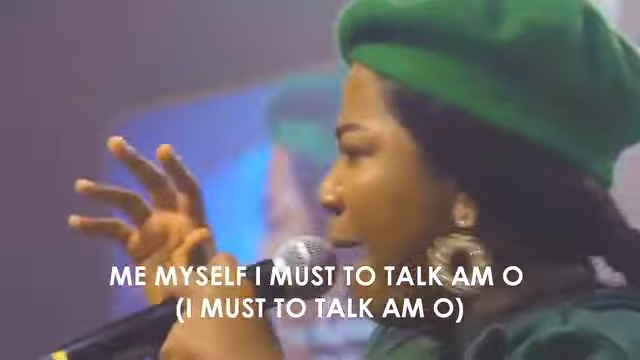 ME MYSELF I MUST TO TALK AM O
(I MUST TO TALK AM O)